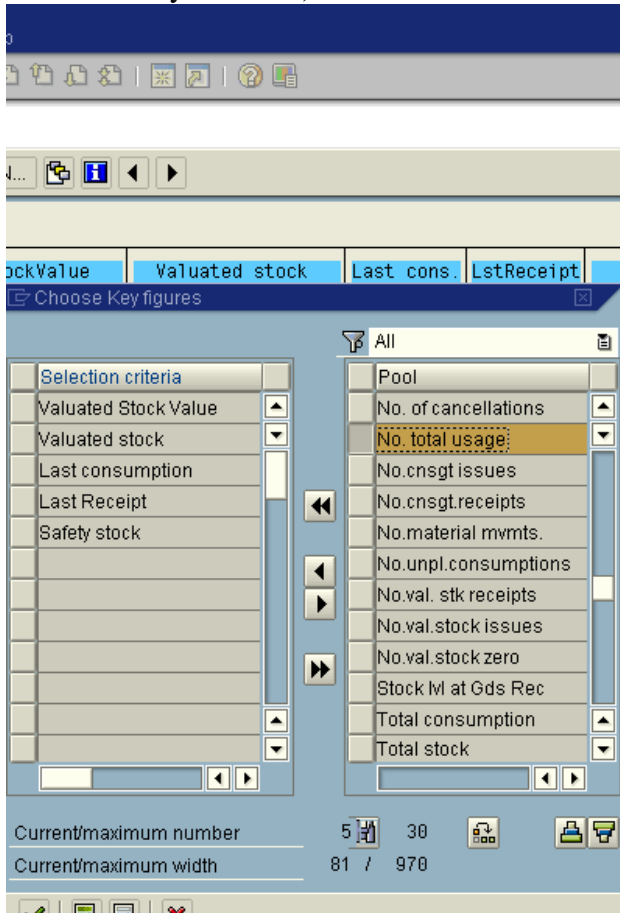 N...
ockValue Valuated stock Last cons. LstReceipt
Choose Key figures
All
Selection criteria Pool
Valuated Stock Value No. of cancellations
Valuated stock No. total usage
Last consumption No.cnsgt issues
Last Receipt No.cnsgt.receipts
Safety stock No.material mvmts.
No.unpl.consumptions
No.val. stk receipts
No.val.stock issues
No.val.stock zero
Stock lvl at Gds Rec
Total consumption
Total stock
Current/maximum number 5 30
Current/maximum width 81 / 970